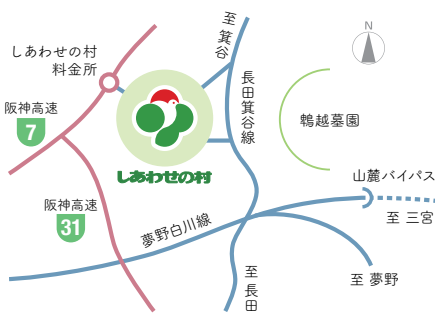 至 箕谷
N
しあわせの村
料金所
長田箕谷線
阪神高速
7
鵯越墓園
しあわせの村
山麓バイパス
阪神高速
31
夢野白川線
至 三宮
至 長田
至 夢野